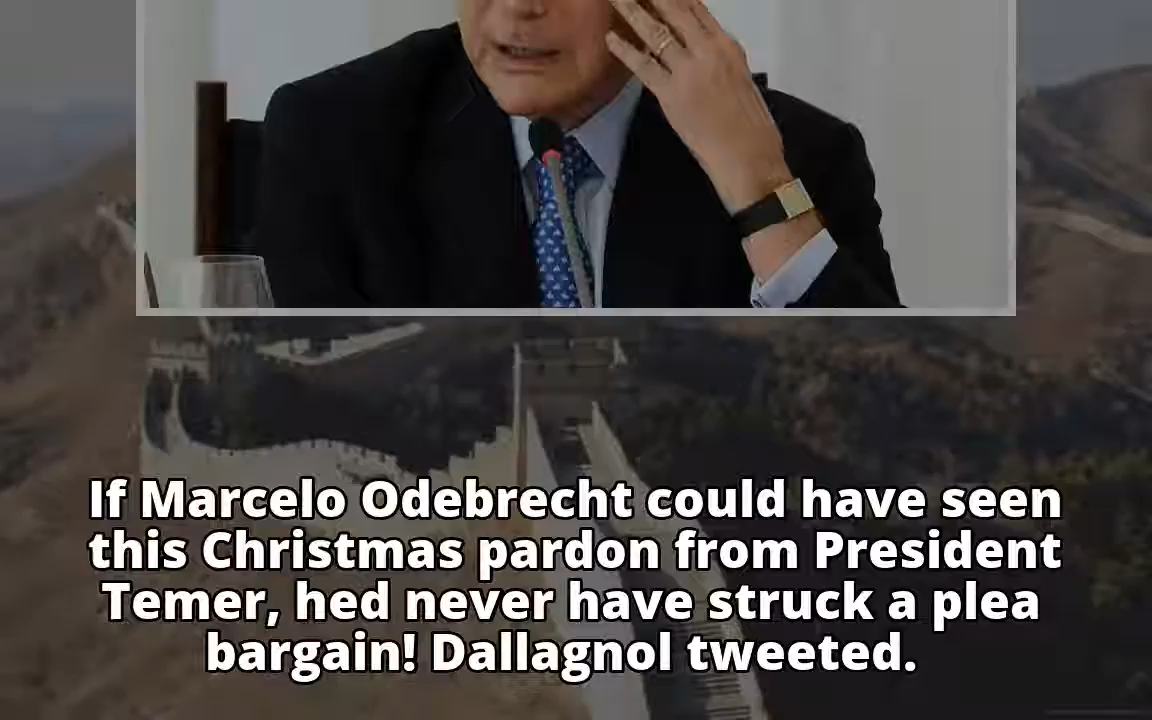 If Marcelo Odebrecht could have seen
this Christmas pardon from President
Temer, hed never have struck a plea
bargain! Dallagnol tweeted.